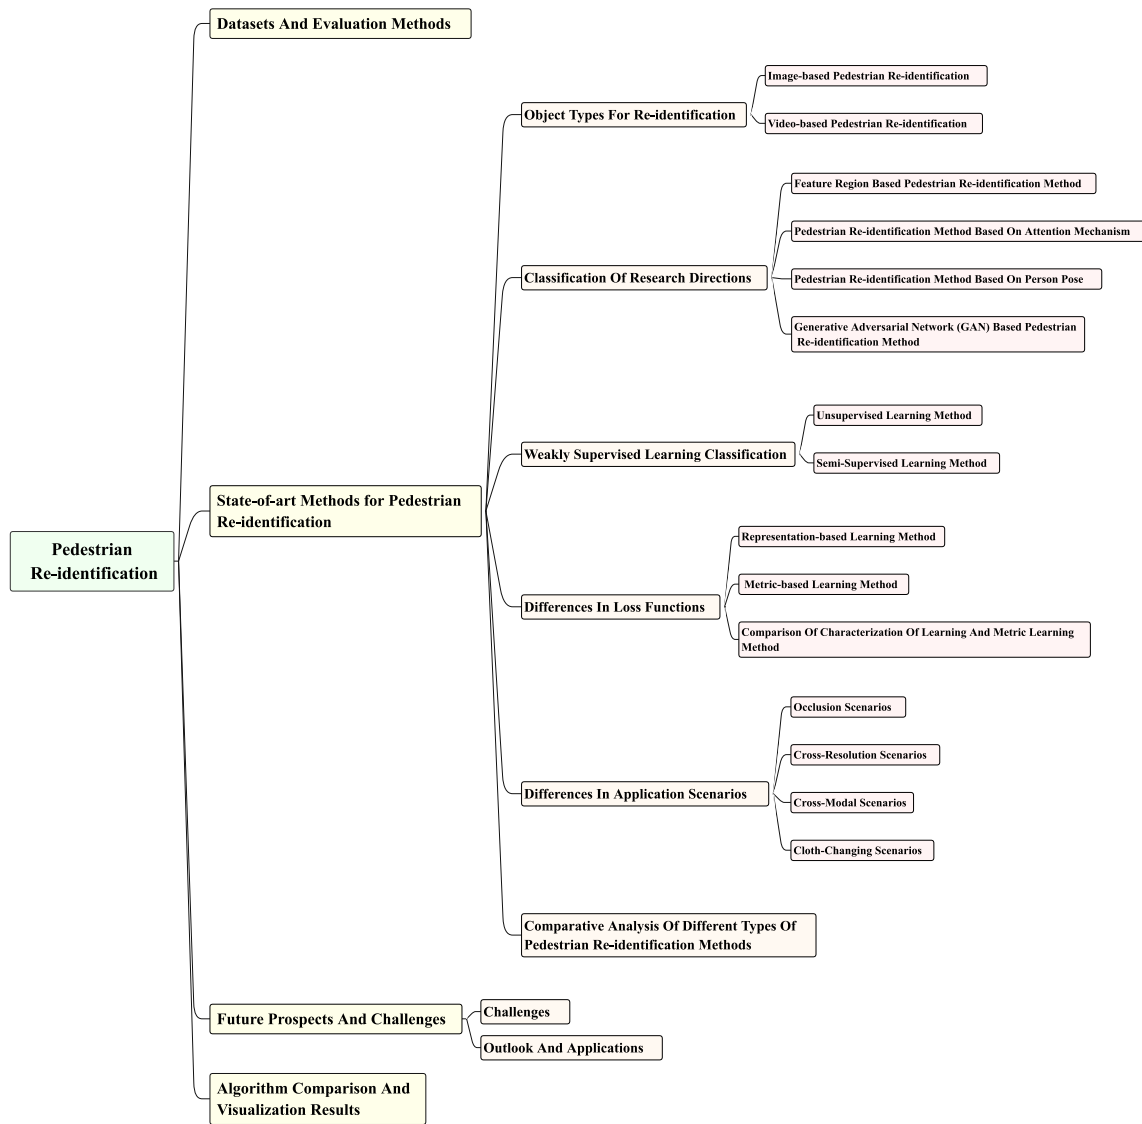 Datasets And Evaluation Methods
Image-based Pedestrian Re-identification
Object Types For Re-identification
Video-based Pedestrian Re-identification
Feature Region Based Pedestrian Re-identification Method
Pedestrian Re-identification Method Based On Attention Mechanism
Classification Of Research Directions
Pedestrian Re-identification Method Based On Person Pose
Generative Adversarial Network (GAN) Based Pedestrian
Re-identification Method
Unsupervised Learning Method
Weakly Supervised Learning Classification
Semi-Supervised Learning Method
State-of-art Methods for Pedestrian
Re-identification
Representation-based Learning Method
Pedestrian
Re-identification
Metric-based Learning Method
Differences In Loss Functions
Comparison Of Characterization Of Learning And Metric Learning
Method
Occlusion Scenarios
Cross-Resolution Scenarios
Differences In Application Scenarios
Cross-Modal Scenarios
Cloth-Changing Scenarios
Comparative Analysis Of Different Types Of
Pedestrian Re-identification Methods
Future Prospects And Challenges
Challenges
Outlook And Applications
Algorithm Comparison And
Visualization Results